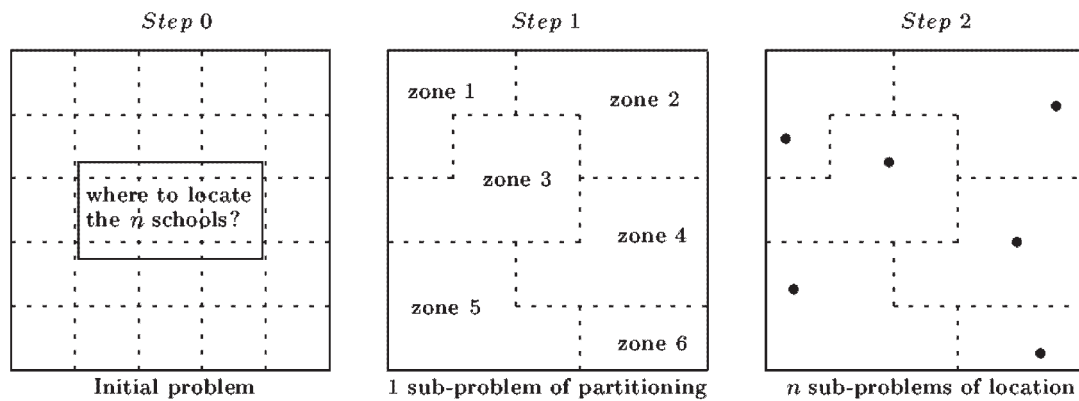 Step 0
Step 1
Step 2
where to locate
the n schools?
zone 1
zone 2
zone 3
zone 4
zone 5
zone 6
Initial problem
1 sub-problem of partitioning
n sub-problems of location